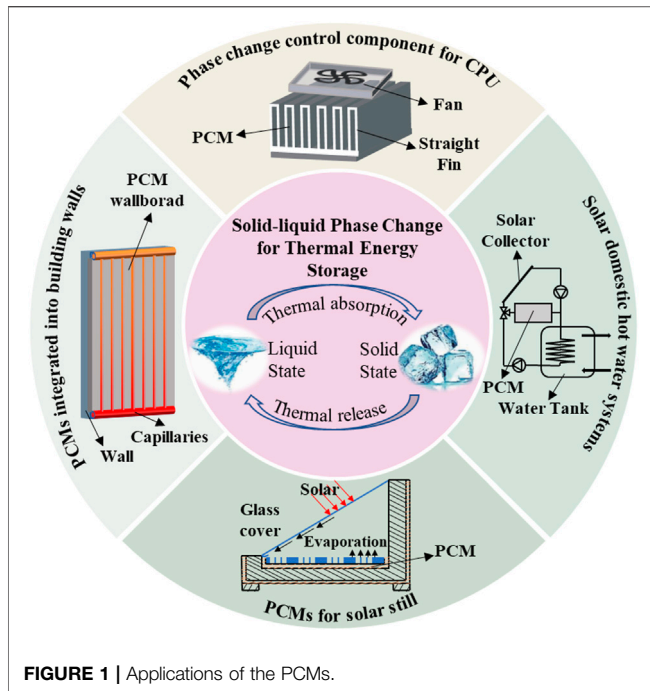 Phase change control component for CPU
Fan
PCM
Straight
Fin
PCMs integrated into building walls
PCM
wallborad
Capillaries
Wall
Solid-liquid Phase Change
for Thermal Energy
Storage
Thermal absorption
Liquid
State
Solid
State
Thermal release
Solar domestic hot water systems
Solar
Collector
PCM
Water Tank
Solar
Glass
cover
Evaporation
PCM
PCMs for solar still
FIGURE 1 | Applications of the PCMs.